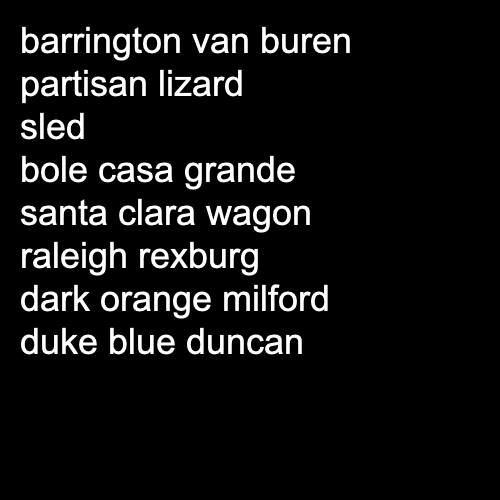 barrington van buren
partisan lizard
sled
bole casa grande
santa clara wagon
raleigh rexburg
dark orange milford
duke blue duncan